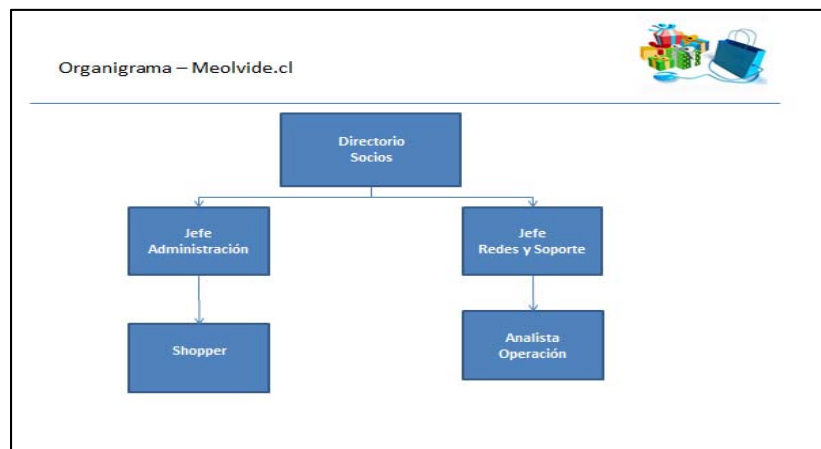 Organigrama – Meolvide.cl
Directorio
Socios
Jefe
Administración
Jefe
Redes y Soporte
Shopper
Analista
Operación